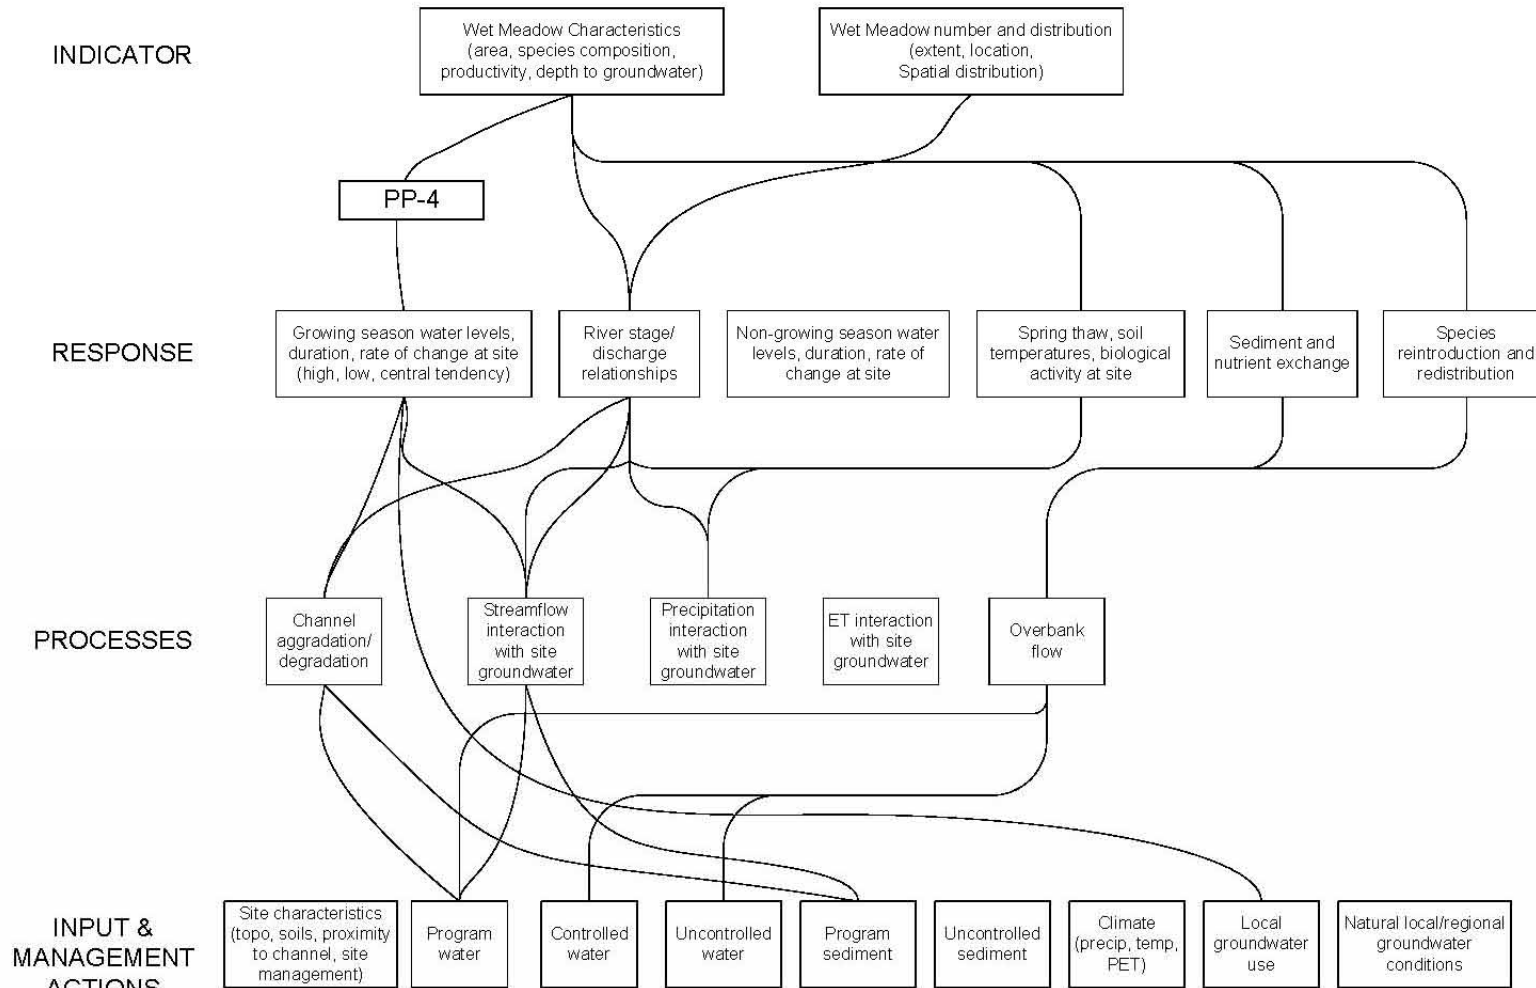 INDICATOR
Wet Meadow Characteristics
(area, species composition,
productivity, depth to groundwater)
Wet Meadow number and distribution
(extent, location,
Spatial distribution)
PP-4
RESPONSE
Growing season water levels,
duration, rate of change at site
(high, low, central tendency)
River stage/
discharge
relationships
Non-growing season water
levels, duration, rate of
change at site
Spring thaw, soil
temperatures, biological
activity at site
Sediment and
nutrient exchange
Species
reintroduction and
redistribution
PROCESSES
Channel
aggradation/
degradation
Streamflow
interaction
with site
groundwater
Precipitation
interaction
with site
groundwater
ET interaction
with site
groundwater
Overbank
flow
INPUT &
MANAGEMENT
ACTIONS
Site characteristics
(topo, soils, proximity
to channel, site
management)
Program
water
Controlled
water
Uncontrolled
water
Program
sediment
Uncontrolled
sediment
Climate
(precip, temp,
PET)
Local
groundwater
use
Natural local/regional
groundwater
conditions